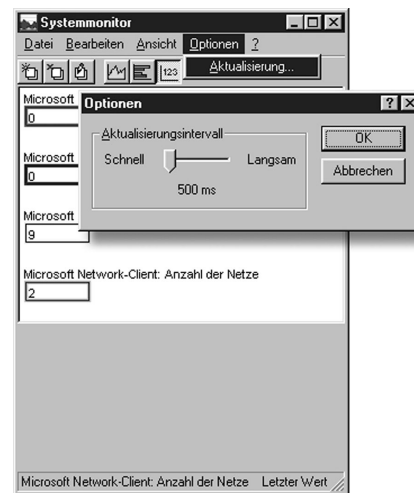 Systemmonitor
Datei Bearbeiten Ansicht Optionen ?
Aktualisierung...
123
Microsoft
0
Optionen
Aktualisierungsintervall
Schnell Langsam
500 ms
OK
Abbrechen
Microsoft
0
Microsoft
9
Microsoft Network-Client: Anzahl der Netze
2
Microsoft Network-Client: Anzahl der Netze Letzter Wert